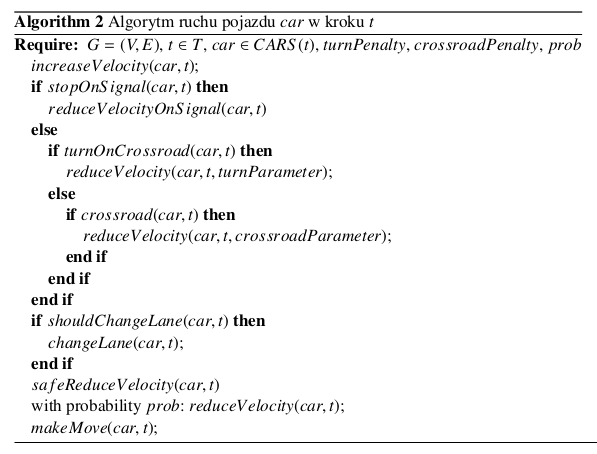 Algorithm 2 Algorytm ruchu pojazdu car w kroku t
Require: G = (V, E), t ∈ T, car ∈ CARS(t), turnPenalty, crossroadPenalty, prob
increaseVelocity(car, t);
if stopOnSignal(car, t) then
reduceVelocityOnSignal(car, t)
else
if turnOnCrossroad(car, t) then
reduceVelocity(car, t, turnParameter);
else
if crossroad(car, t) then
reduceVelocity(car, t, crossroadParameter);
end if
end if
end if
if shouldChangeLane(car, t) then
changeLane(car, t);
end if
safeReduceVelocity(car, t)
with probability prob: reduceVelocity(car, t);
makeMove(car, t);